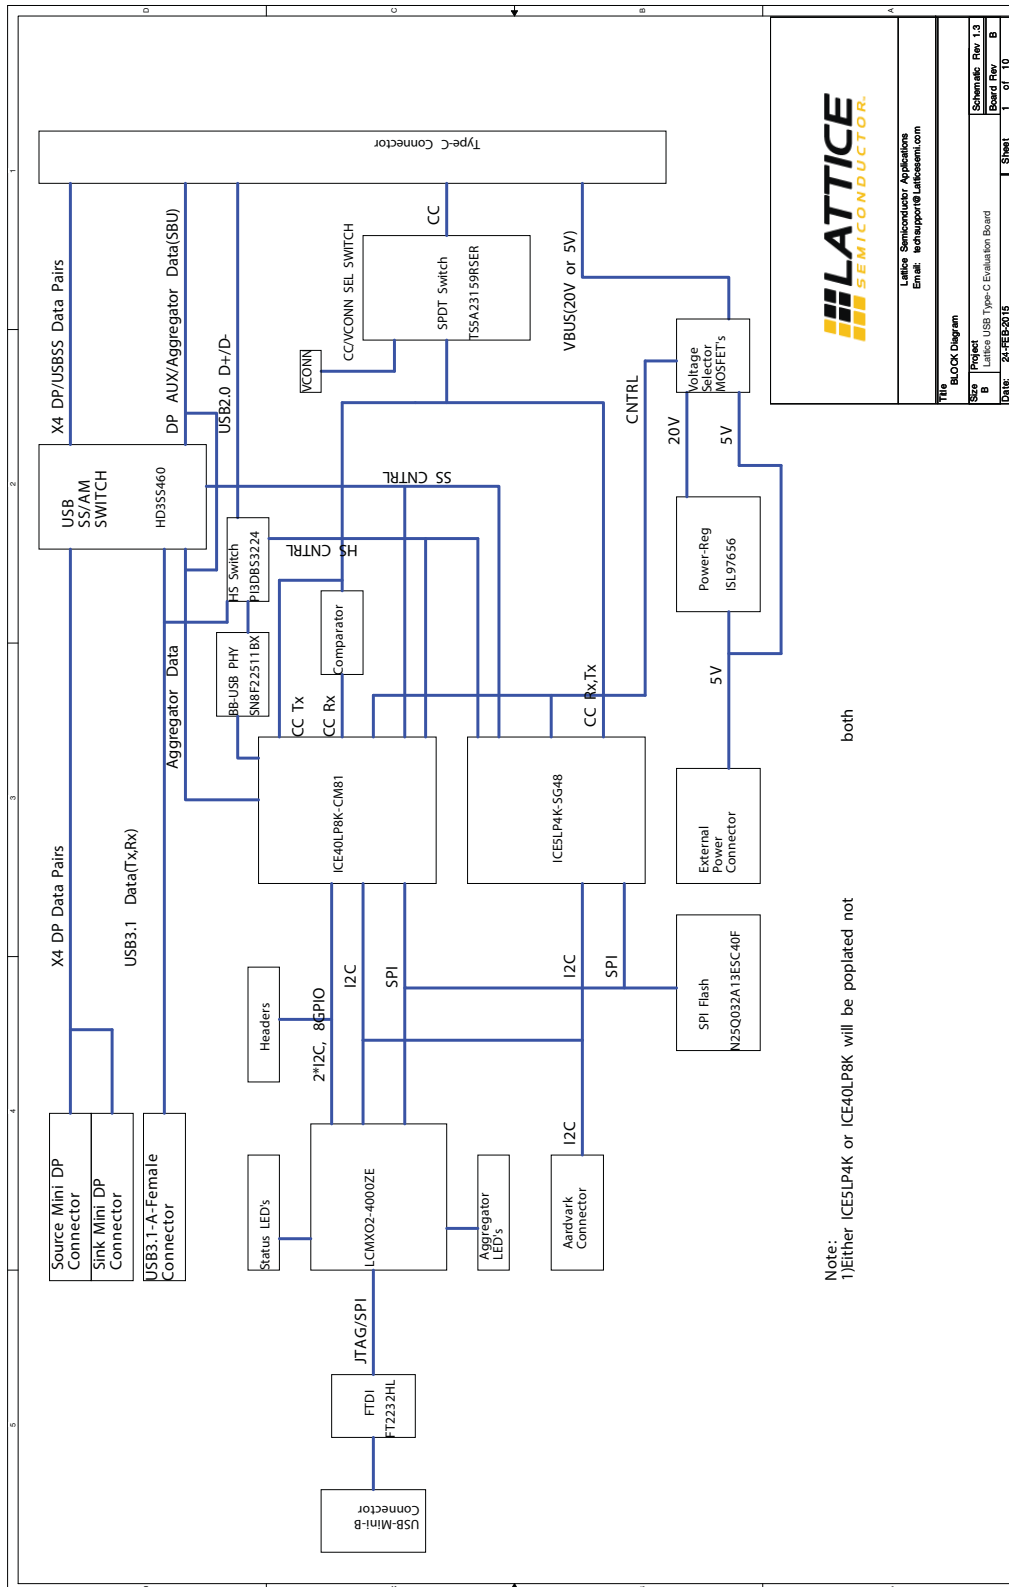 D
C
B
A
1
2
3
4
5
Type-C Connector
X4 DP/USBSS Data Pairs
DP AUX/Aggregator Data(SBU)
USB2.0 D+/D-
CC
CC/VCONN SEL SWITCH
SPDT Switch
TS5A23159RSER
VBUS(20V or 5V)
VCONN
USB
SS/AM
SWITCH
HD3SS460
HS Switch
PI3DBS3224
SS CNTRL
HS CNTRL
CNTRL
Voltage
Selector
MOSFET's
20V
5V
Power-Reg
ISL97656
5V
Comparator
BB-USB PHY
SN8F22511BX
Aggregator Data
CC Tx
CC Rx
CC Rx,Tx
ICE40LP8K-CM81
ICE5LP4K-SG48
External
Power
Connector
X4 DP Data Pairs
USB3.1 Data(Tx,Rx)
Headers
2*I2C, 8GPIO
I2C
SPI
I2C
SPI
SPI Flash
N25Q032A13ESC40F
Source Mini DP
Connector
Sink Mini DP
Connector
USB3.1-A-Female
Connector
Status LED's
LCMXO2-4000ZE
Aggregator
LED's
I2C
Aardvark
Connector
JTAG/SPI
FTDI
FT2232HL
USB-Mini-B
Connector
Note:
1)Either ICE5LP4K or ICE40LP8K will be poplated not both
LATTICE
SEMICONDUCTOR.
Lattice Semiconductor Applications
Email: techsupport@Latticesemi.com
Title
BLOCK Diagram
Size
B
Project
Lattice USB Type-C Evaluation Board
Schematic Rev 1.3
Board Rev B
Date: 24-FEB-2015
Sheet 1 of 10